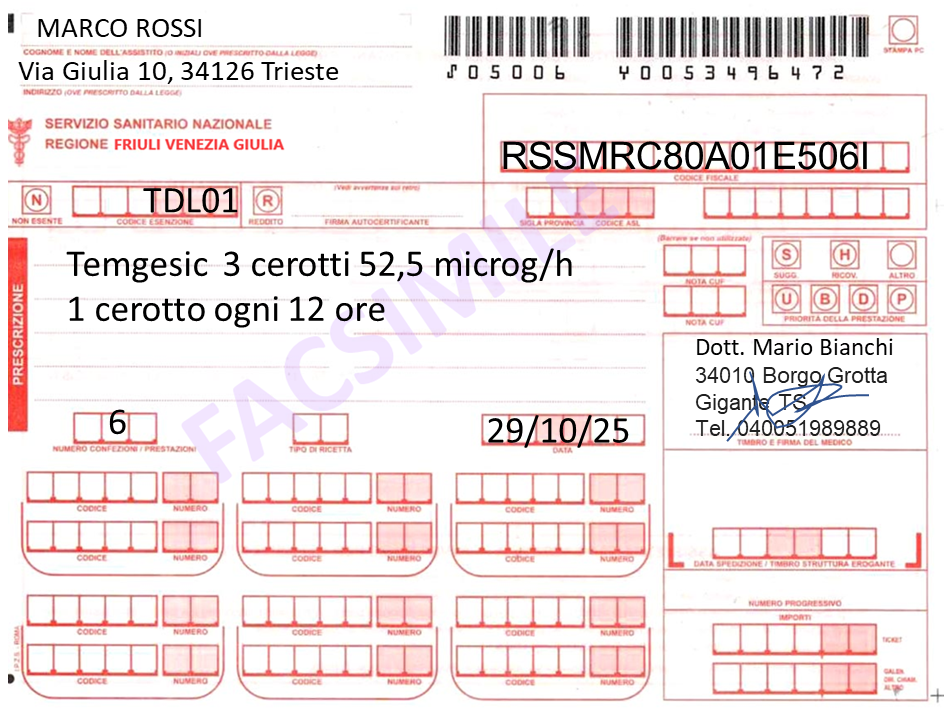 MARCO ROSSI
COGNOME E NOME DELL'ASSISTITO (O INIZIALI OVE PRESCRITTO DALLA LEGGE)
Via Giulia 10, 34126 Trieste
INDIRIZZO (OVE PRESCRITTO DALLA LEGGE)
SERVIZIO SANITARIO NAZIONALE
REGIONE FRIULI VENEZIA GIULIA
05006
Y0053496472
STAMPA PC
RSSMRC80A01E506I
CODICE FISCALE
N
NON ESENTE
TDL01
CODICE ESENZIONE
R
REDDITO
(Vedi avvertenze sul retro)
FIRMA AUTOCERTIFICANTE
SIGLA PROVINCIA
CODICE ASL
PRESCRIZIONE
Temgesic 3 cerotti 52,5 microg/h
1 cerotto ogni 12 ore
FACSIMILE
(Barrare se non utilizzate)
NOTA CUF
NOTA CUF
S H
SUGG. RICOV. ALTRO
U B D P
PRIORITÀ DELLA PRESTAZIONE
Dott. Mario Bianchi
34010 Borgo Grotta
Gigante TS
Tel. 040051989889
TIMBRO E FIRMA DEL MEDICO
6
NUMERO CONFEZIONI / PRESTAZIONI
TIPO DI RICETTA
29/10/25
DATA
CODICE NUMERO CODICE NUMERO CODICE NUMERO
CODICE NUMERO CODICE NUMERO CODICE NUMERO
DATA SPEDIZIONE / TIMBRO STRUTTURA EROGANTE
NUMERO PROGRESSIVO
CODICE NUMERO CODICE NUMERO CODICE NUMERO
CODICE NUMERO CODICE NUMERO CODICE NUMERO
IMPORTI
TICKET
GALEN.
DIR. CHIAM.
ALTRO
I.P.Z.S. ROMA